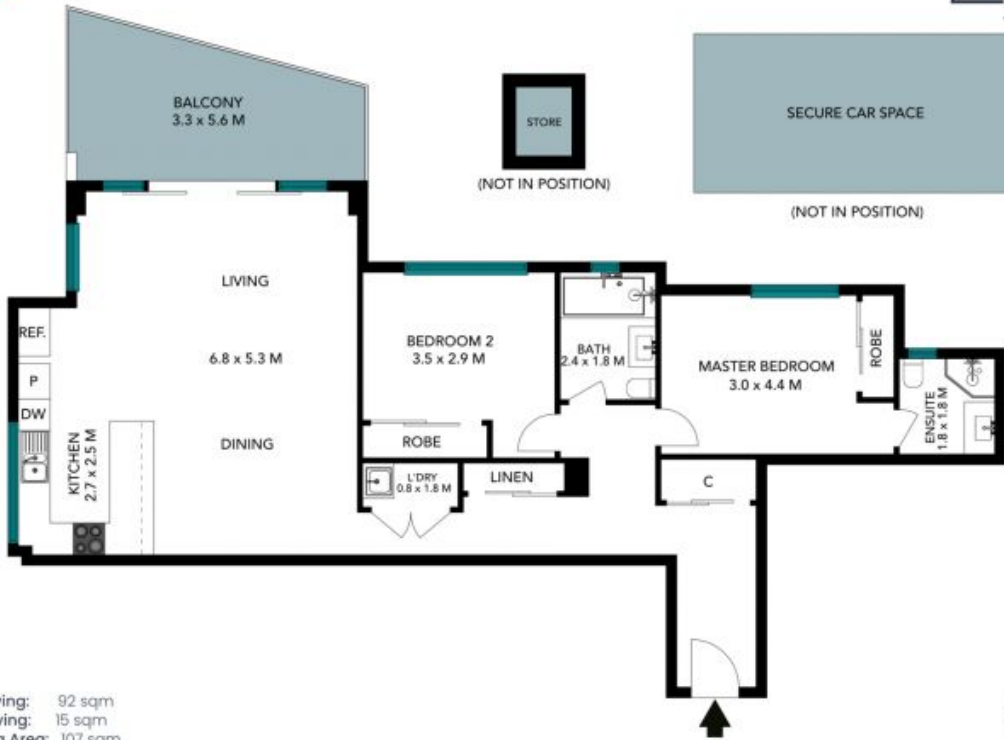 BALCONY
3.3 x 5.6 M
STORE
(NOT IN POSITION)
SECURE CAR SPACE
(NOT IN POSITION)
LIVING
6.8 x 5.3 M
DINING
REF.
P
DW
KITCHEN
2.7 x 2.5 M
BEDROOM 2
3.5 x 2.9 M
ROBE
BATH
2.4 x 1.8 M
MASTER BEDROOM
3.0 x 4.4 M
ROBE
ENSUITE
1.8 x 1.8 M
L'DRY
0.8 x 1.8 M
LINEN
C
92 sqm
15 sqm
Area: 107 sqm